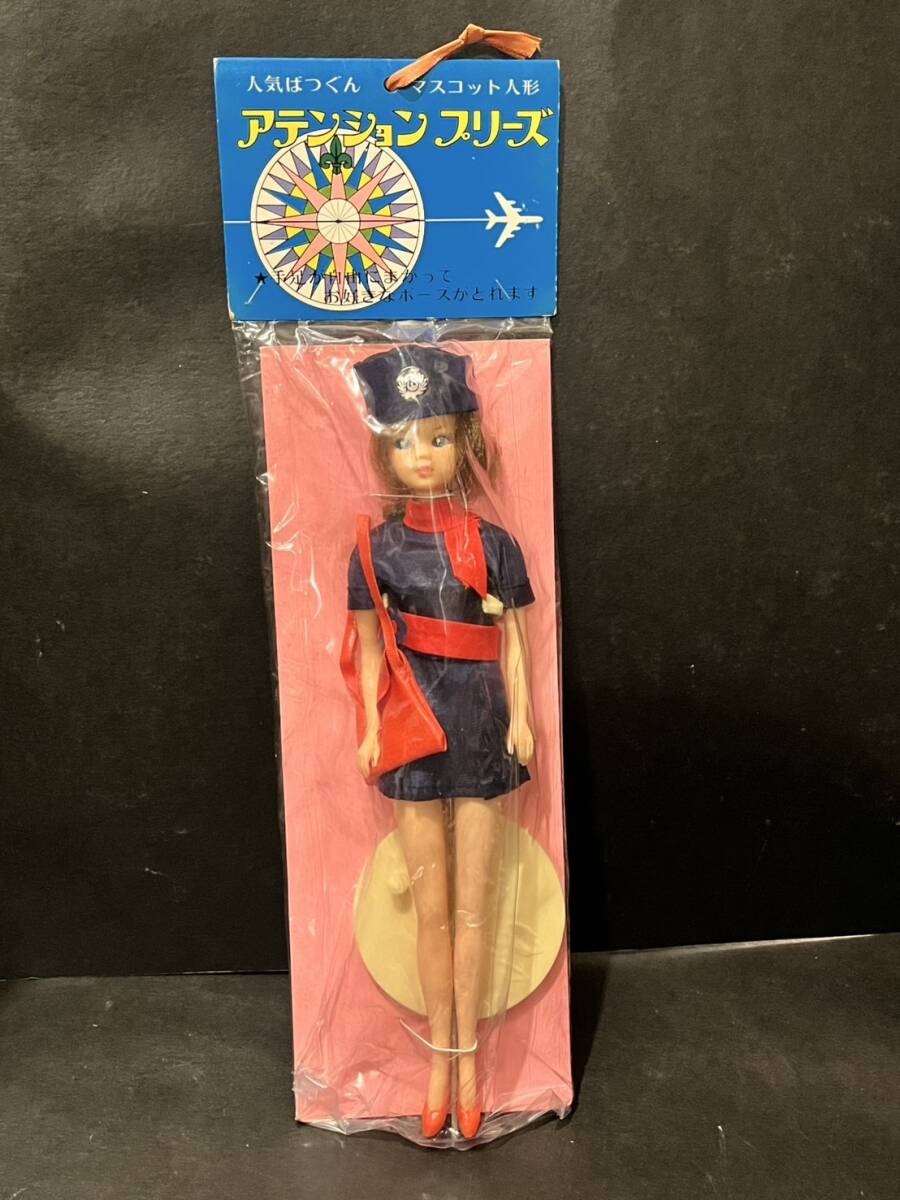 人気ばつぐん マスコット人形
アテンション プリーズ
★手足が自由にまがって
お好きなポーズがとれます